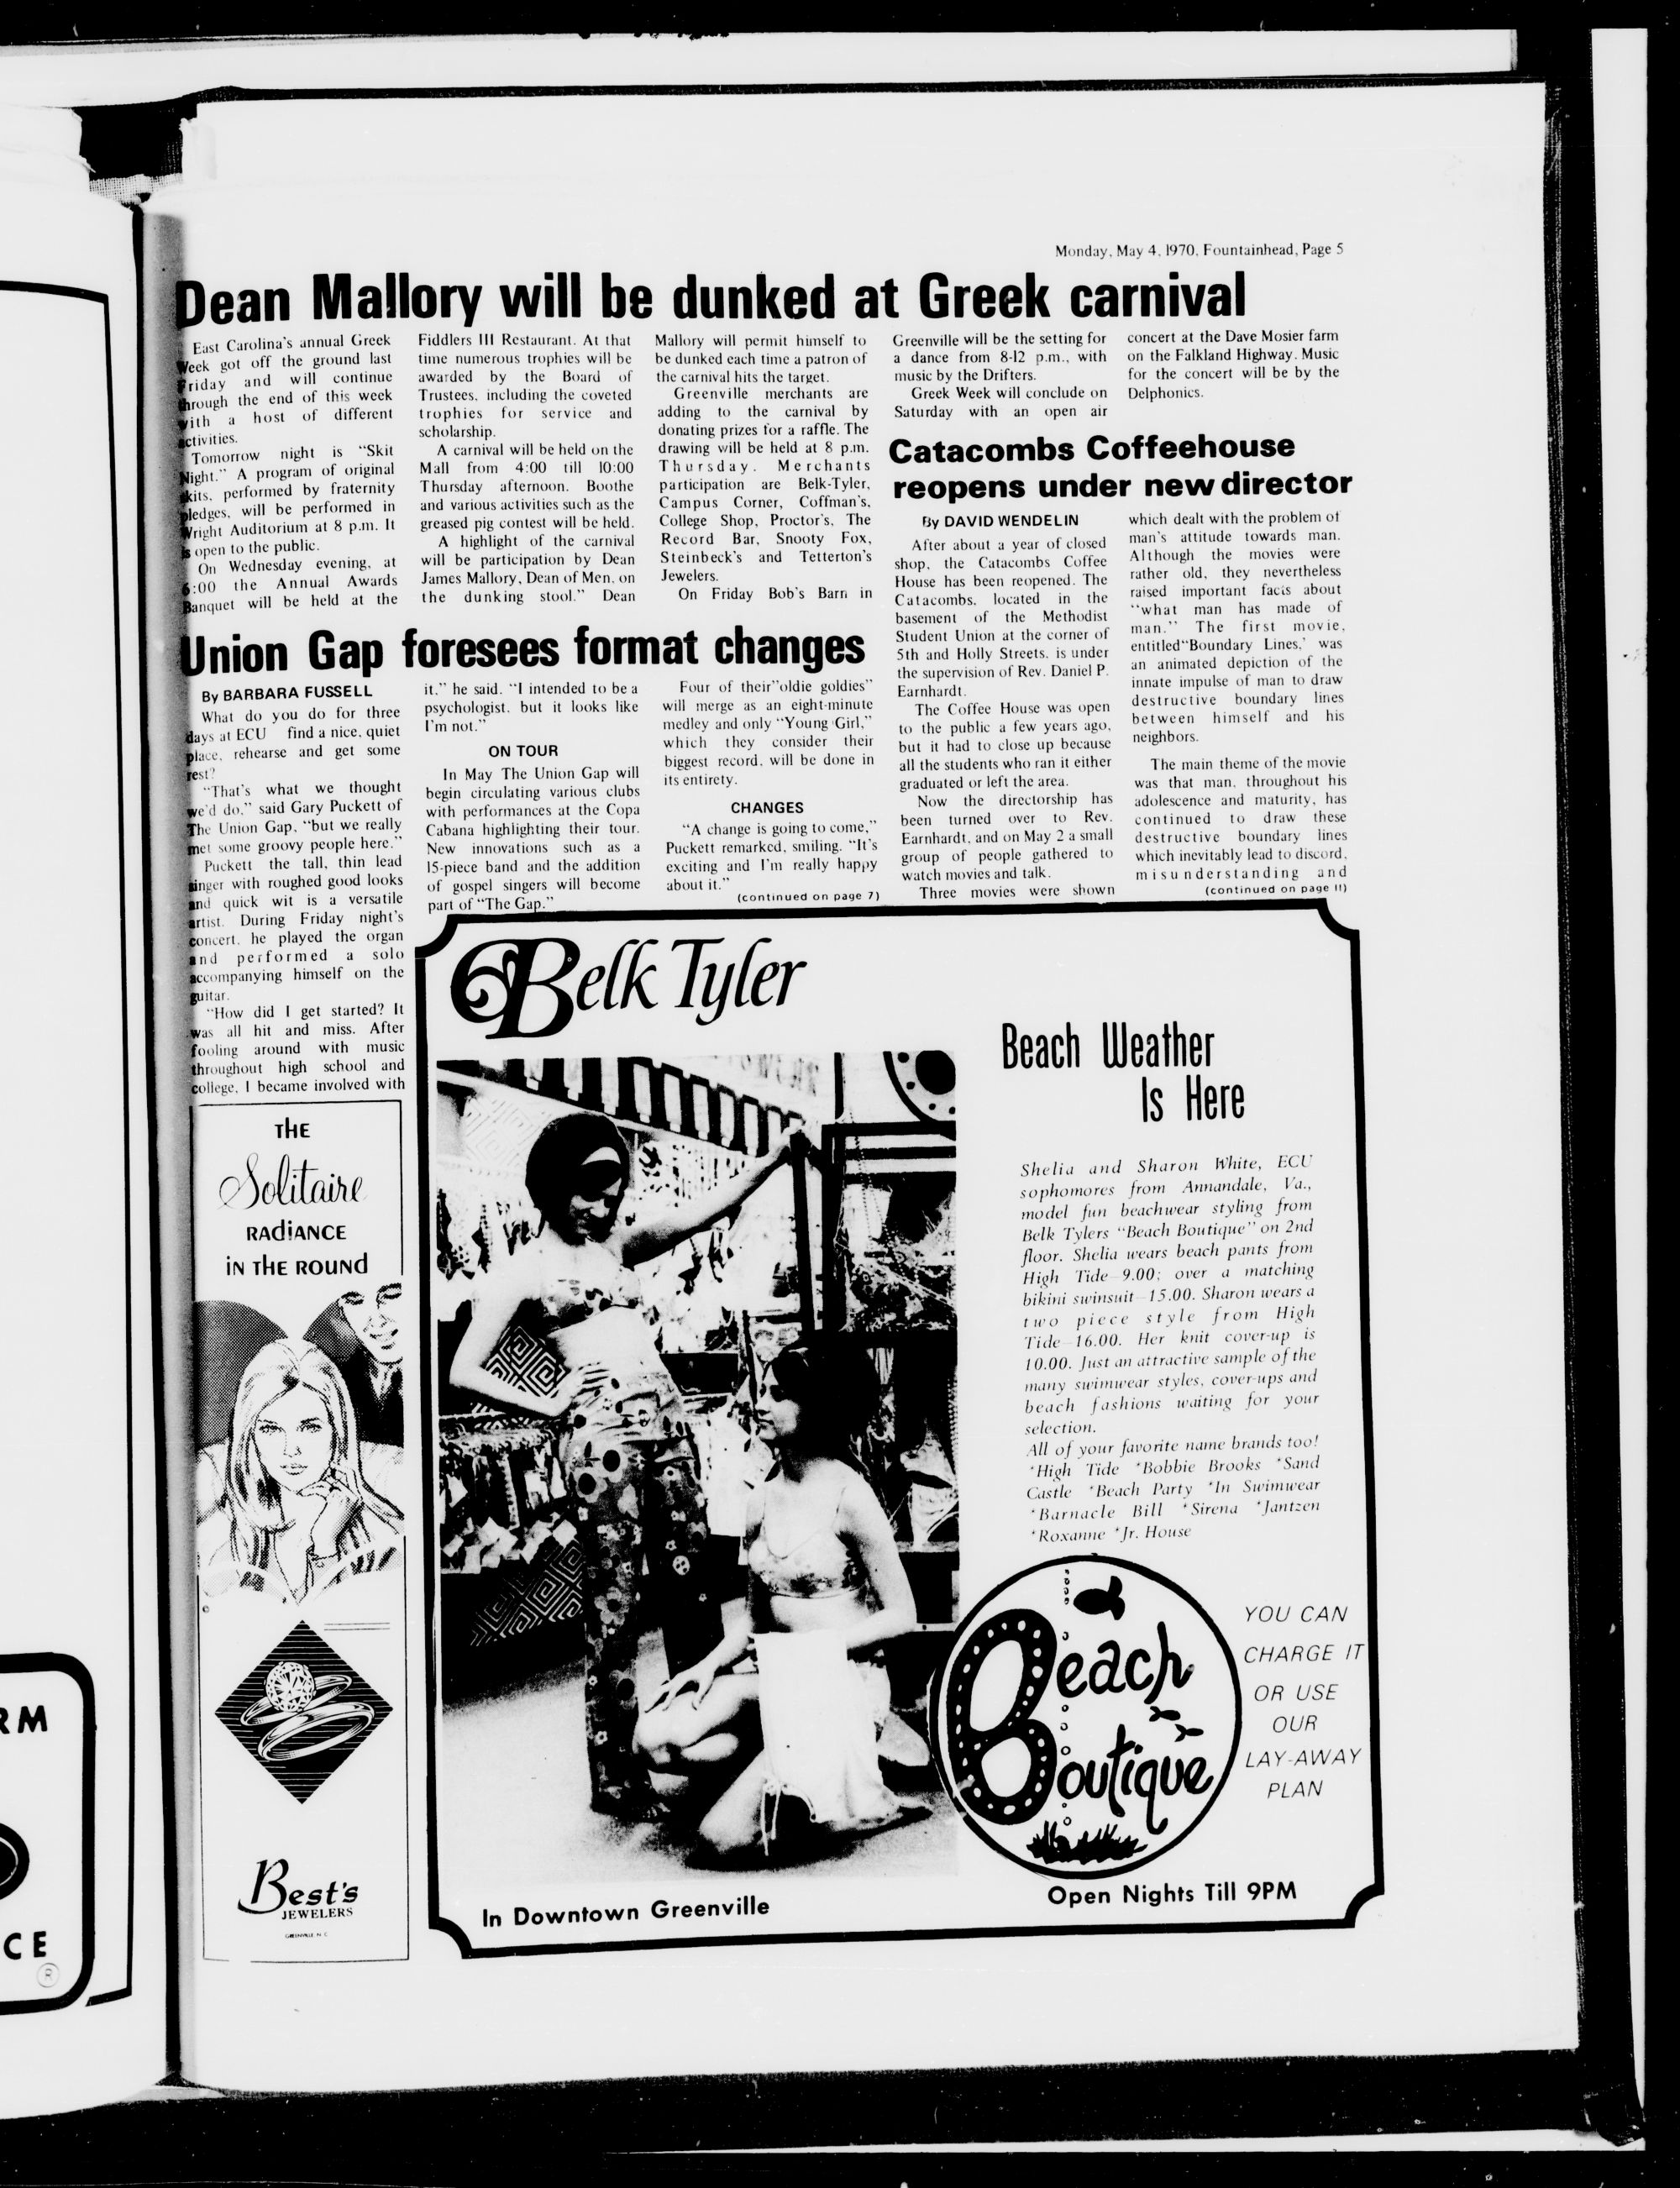 Monday, May 4, 1970, Fountainhead, Page 5
Dean Mallory will be dunked at Greek carnival
East Carolina's annual Greek
Week got off the ground last
Friday and will continue
through the end of this week
with a host of different
activities.
Tomorrow night is “Skit
Night.” A program of original
skits, performed by fraternity
pledges, will be performed in
Wright Auditorium at 8 p.m. It
is open to the public.
On Wednesday evening, at
6:00 the Annual Awards
Banquet will be held at the
Fiddlers III Restaurant. At that
time numerous trophies will be
awarded by the Board of
Trustees, including the coveted
trophies for service and
scholarship.
A carnival will be held on the
Mall from 4:00 till 10:00
Thursday afternoon. Boothe
and various activities such as the
greased pig contest will be held.
A highlight of the carnival
will be participation by Dean
James Mallory, Dean of Men, on
the dunking stool.” Dean
Mallory will permit himself to
be dunked each time a patron of
the carnival hits the target.
Greenville merchants are
adding to the carnival by
donating prizes for a raffle. The
drawing will be held at 8 p.m.
Thursday. Merchants
participation are Belk-Tyler,
Campus Corner, Coffman's,
College Shop, Proctor's, The
Record Bar, Snooty Fox,
Steinbeck's and Tetterton's
Jewelers.
On Friday Bob's Barn in
Greenville will be the setting for
a dance from 8-12 p.m., with
music by the Drifters.
Greek Week will conclude on
Saturday with an open air
concert at the Dave Mosier farm
on the Falkland Highway. Music
for the concert will be by the
Delphonics.
Union Gap foresees format changes
By BARBARA FUSSELL
What do you do for three
days at ECU find a nice, quiet
place, rehearse and get some
rest?
“That's what we thought
we'd do,” said Gary Puckett of
The Union Gap, “but we really
met some groovy people here.”
Puckett the tall, thin lead
singer with roughed good looks
and quick wit is a versatile
artist. During Friday night's
concert, he played the organ
and performed a solo
accompanying himself on the
guitar.
“How did I get started? It
was all hit and miss. After
fooling around with music
throughout high school and
college, I became involved with
it,” he said. “I intended to be a
psychologist, but it looks like
I'm not.”
ON TOUR
In May The Union Gap will
begin circulating various clubs
with performances at the Copa
Cabana highlighting their tour.
New innovations such as a
15-piece band and the addition
of gospel singers will become
part of “The Gap.”
Four of their “oldie goldies”
will merge as an eight-minute
medley and only “Young Girl,”
which they consider their
biggest record, will be done in
its entirety.
CHANGES
“A change is going to come,”
Puckett remarked, smiling. “It's
exciting and I'm really happy
about it.”
(continued on page 7)
Catacombs Coffeehouse
reopens under new director
By DAVID WENDELIN
After about a year of closed
shop, the Catacombs Coffee
House has been reopened. The
Catacombs, located in the
basement of the Methodist
Student Union at the corner of
5th and Holly Streets, is under
the supervision of Rev. Daniel P.
Earnhardt.
The Coffee House was open
to the public a few years ago,
but it had to close up because
all the students who ran it either
graduated or left the area.
Now the directorship has
been turned over to Rev.
Earnhardt, and on May 2 a small
group of people gathered to
watch movies and talk.
Three movies were shown
which dealt with the problem of
man's attitude towards man.
Although the movies were
rather old, they nevertheless
raised important facts about
“what man has made of
man.” The first movie,
entitled “Boundary Lines,’ was
an animated depiction of the
innate impulse of man to draw
destructive boundary lines
between himself and his
neighbors.
The main theme of the movie
was that man, throughout his
adolescence and maturity, has
continued to draw these
destructive boundary lines
which inevitably lead to discord,
misunderstanding and
(continued on page 11)
THE
Solitaire
RADIANCE
IN THE ROUND
Best's
JEWELERS
GREENVILLE N C
Belk Tyler
Beach Weather
Is Here
Shelia and Sharon White, ECU
sophomores from Annandale, Va.,
model fun beachwear styling from
Belk Tylers “Beach Boutique” on 2nd
floor. Shelia wears beach pants from
High Tide—9.00; over a matching
bikini swinsuit—15.00. Sharon wears a
two piece style from High
Tide—16.00. Her knit cover-up is
10.00. Just an attractive sample of the
many swimwear styles, cover-ups and
beach fashions waiting for your
selection.
All of your favorite name brands too!
*High Tide *Bobbie Brooks *Sand
Castle *Beach Party *In Swimwear
*Barnacle Bill *Sirena *Jantzen
*Roxanne *Jr. House
Beach
Boutique
YOU CAN
CHARGE IT
OR USE
OUR
LAY-AWAY
PLAN
In Downtown Greenville
Open Nights Till 9PM
RM
CE
®